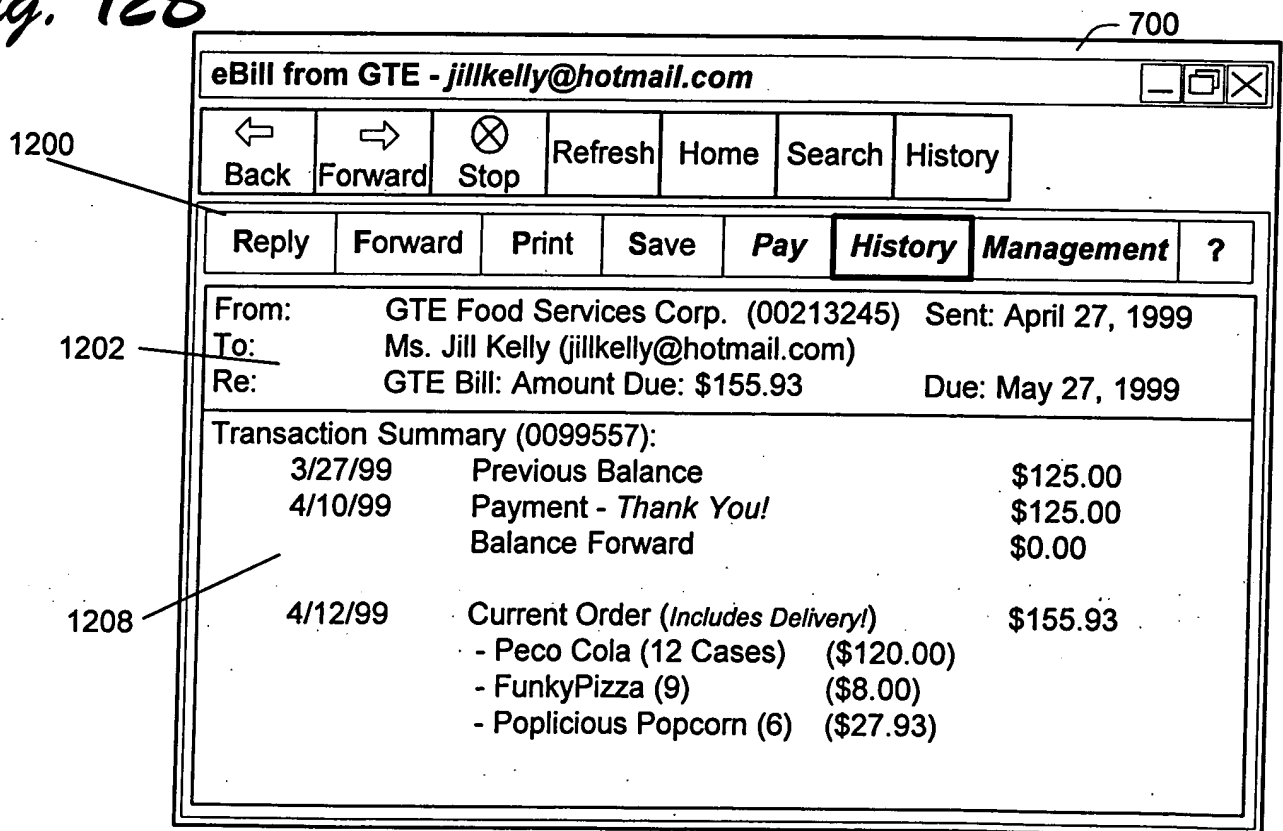 Fig. 12B
700
eBill from GTE - jillkelly@hotmail.com
Back Forward Stop Refresh Home Search History
1200
Reply Forward Print Save Pay History Management ?
From: GTE Food Services Corp. (00213245) Sent: April 27, 1999
1202
To: Ms. Jill Kelly (jillkelly@hotmail.com)
Re: GTE Bill: Amount Due: $155.93 Due: May 27, 1999
Transaction Summary (0099557):
3/27/99 Previous Balance $125.00
4/10/99 Payment - Thank You! $125.00
Balance Forward $0.00
1208
4/12/99 Current Order (Includes Delivery!) $155.93
- Peco Cola (12 Cases) ($120.00)
- FunkyPizza (9) ($8.00)
- Poplicious Popcorn (6) ($27.93)